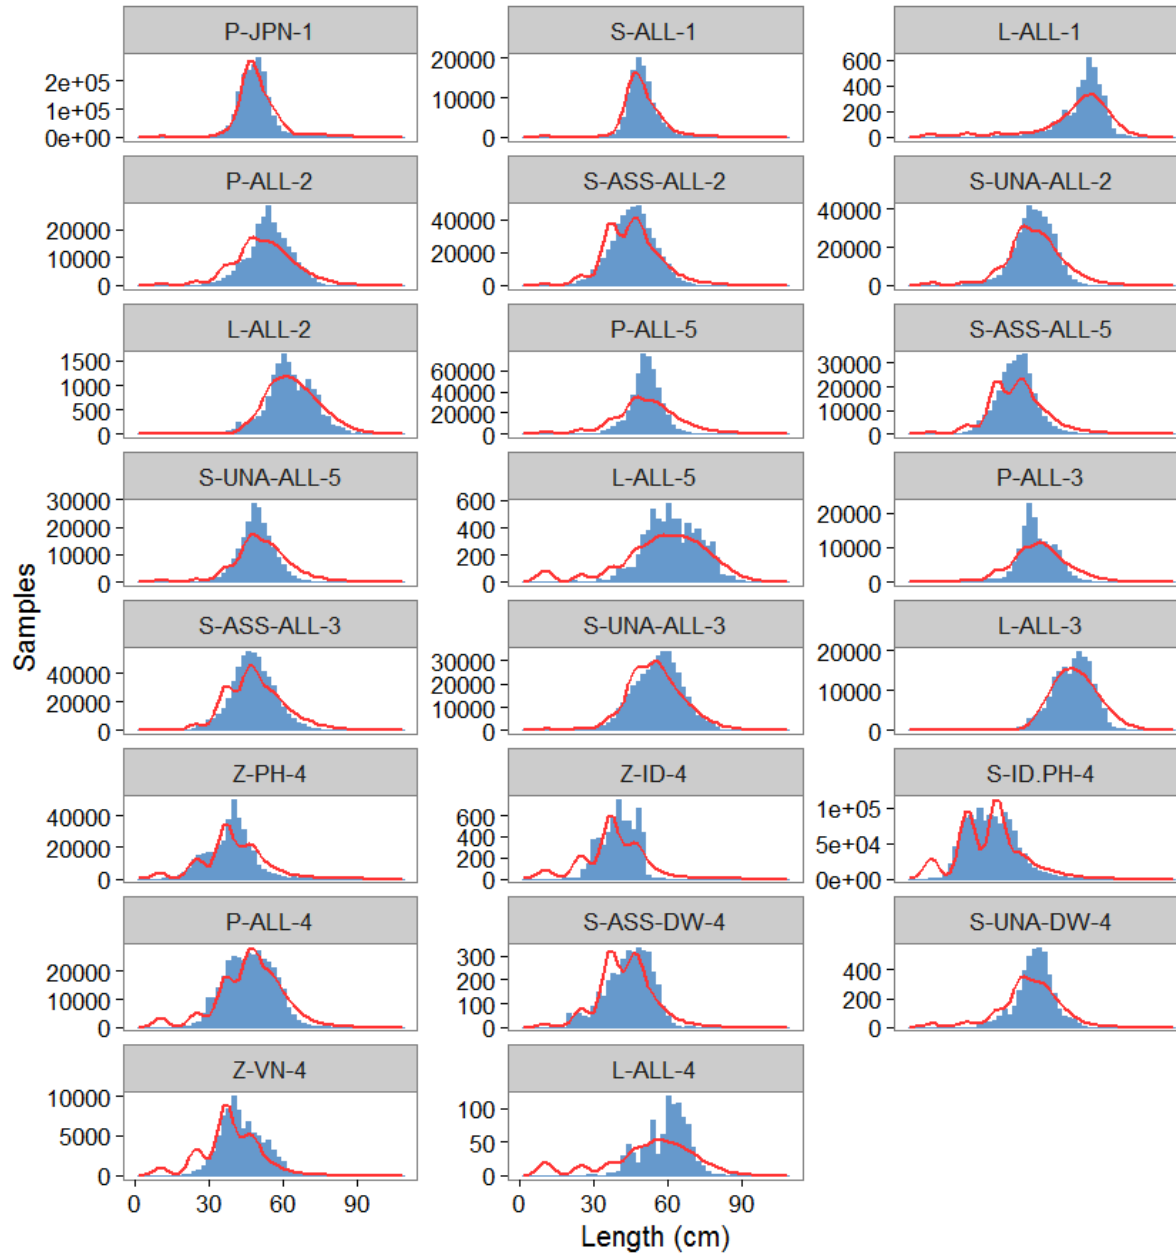 P-JPN-1
S-ALL-1
L-ALL-1
2e+05
1e+05
0e+00
20000
10000
0
600
400
200
0
P-ALL-2
S-ASS-ALL-2
S-UNA-ALL-2
20000
10000
0
40000
20000
0
40000
20000
0
L-ALL-2
P-ALL-5
S-ASS-ALL-5
1500
1000
500
0
60000
40000
20000
0
30000
20000
10000
0
S-UNA-ALL-5
L-ALL-5
P-ALL-3
30000
20000
10000
0
600
400
200
0
20000
10000
0
S-ASS-ALL-3
S-UNA-ALL-3
L-ALL-3
40000
20000
0
30000
20000
10000
0
20000
10000
0
Z-PH-4
Z-ID-4
S-ID.PH-4
40000
20000
0
600
400
200
0
1e+05
5e+04
0e+00
P-ALL-4
S-ASS-DW-4
S-UNA-DW-4
20000
10000
0
300
200
100
0
400
200
0
Z-VN-4
L-ALL-4
10000
5000
0
100
50
0
0 30 60 90
0 30 60 90
Length (cm)
Samples